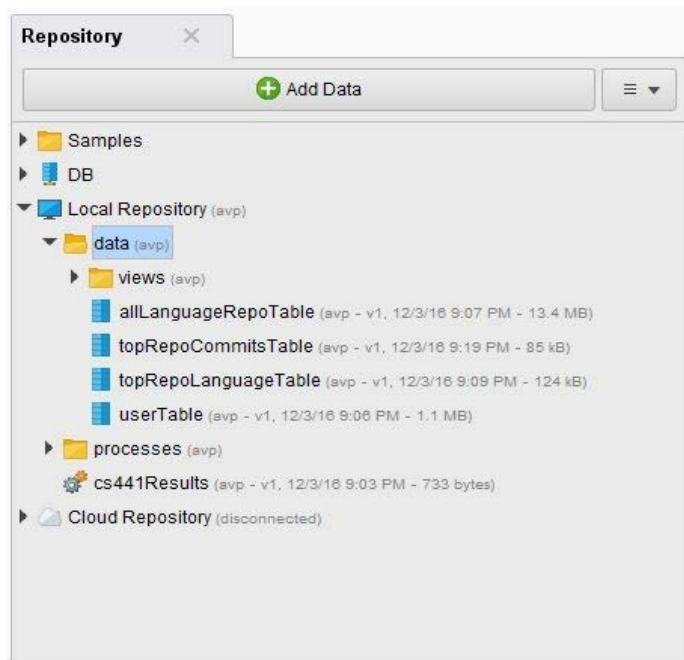 Repository
Add Data
Samples
DB
Local Repository (avp)
data (avp)
views (avp)
allLanguageRepoTable (avp - v1, 12/3/16 9:07 PM - 13.4 MB)
topRepoCommitsTable (avp - v1, 12/3/16 9:19 PM - 85 kB)
topRepoLanguageTable (avp - v1, 12/3/16 9:09 PM - 124 kB)
userTable (avp - v1, 12/3/16 9:06 PM - 1.1 MB)
processes (avp)
cs441Results (avp - v1, 12/3/16 9:03 PM - 733 bytes)
Cloud Repository (disconnected)